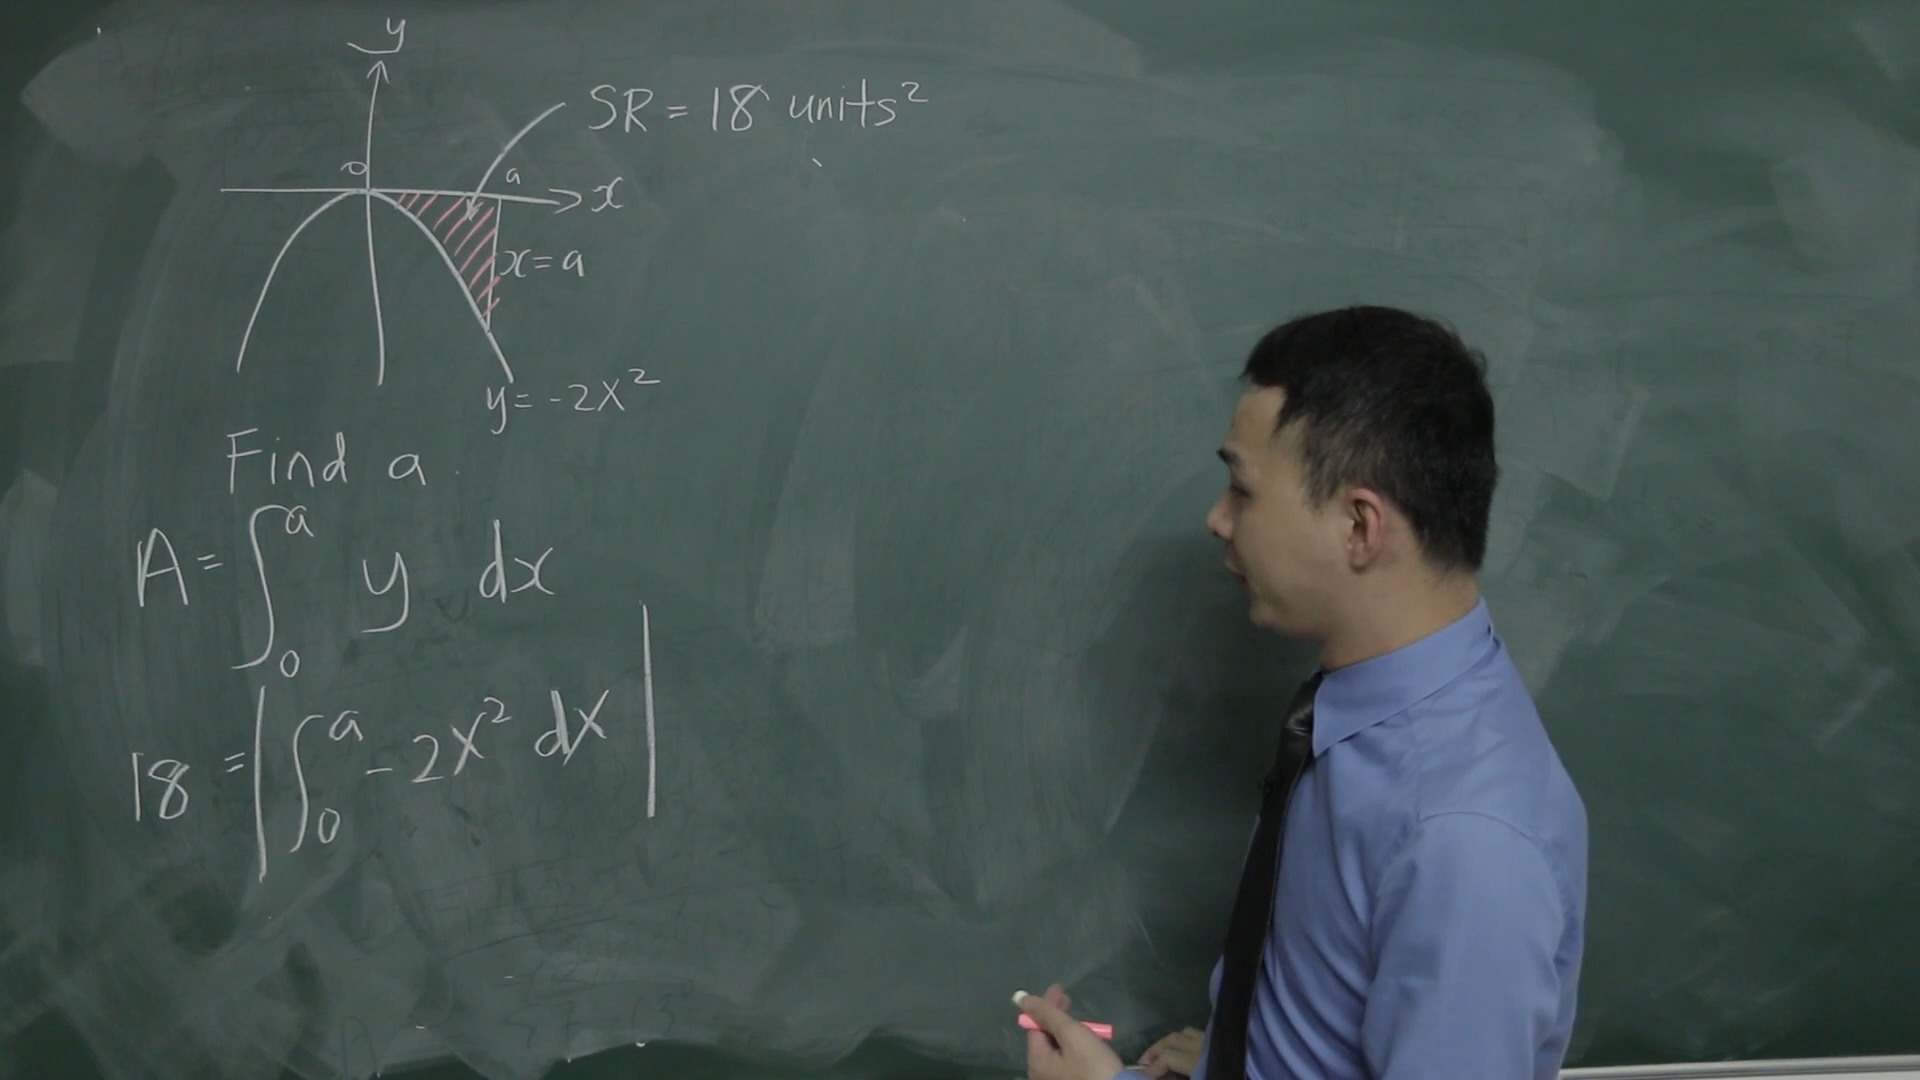 y
SR = 18 units²
0 a x
x = a
y = -2x²
Find a
A = ∫₀ᵃ y dx
18 = |∫₀ᵃ -2x² dx|